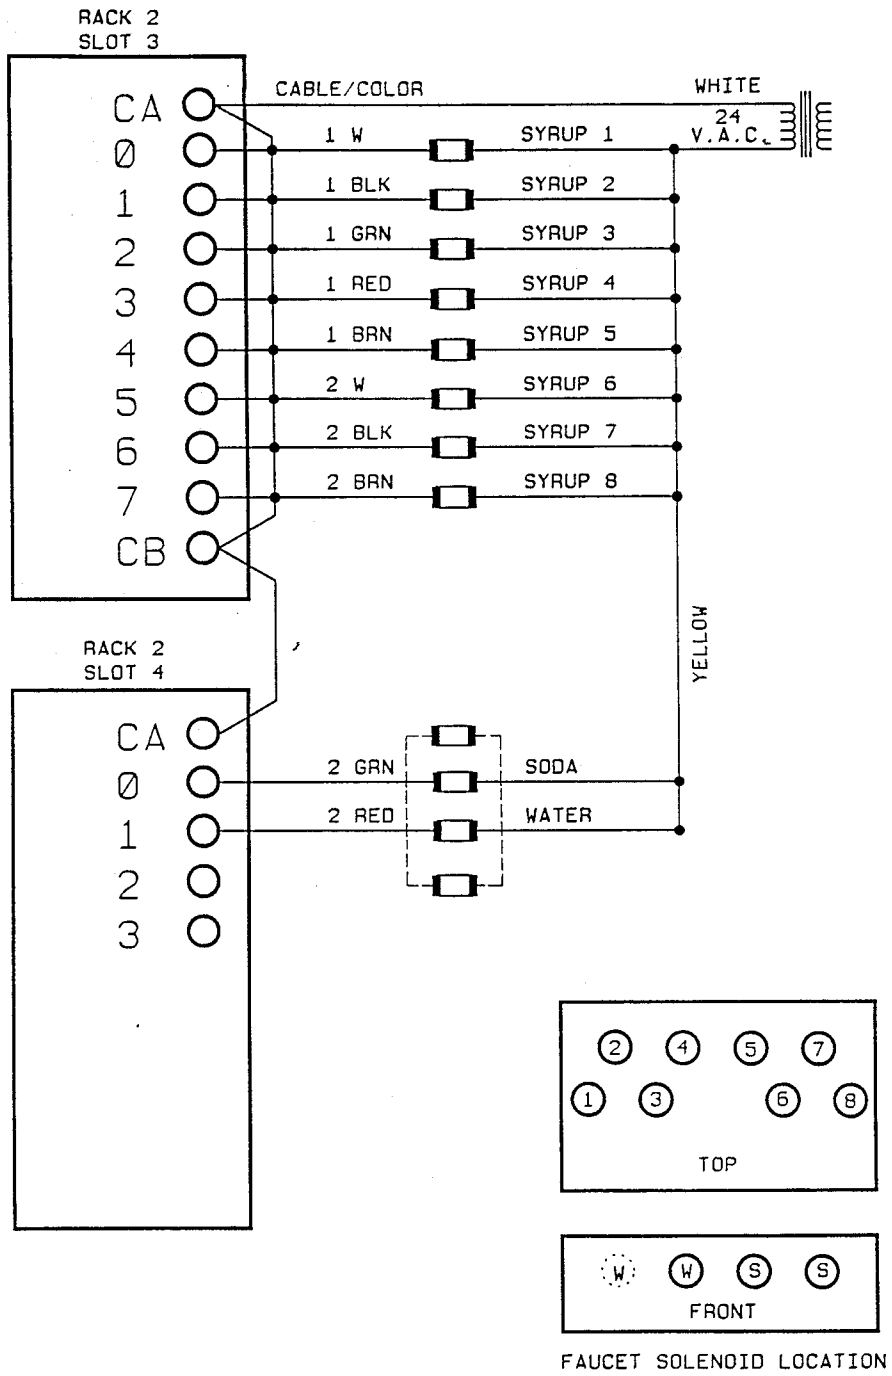 RACK 2
SLOT 3
CABLE/COLOR
WHITE
24
V.A.C.
CA
0
1 W
SYRUP 1
1
1 BLK
SYRUP 2
2
1 GRN
SYRUP 3
3
1 RED
SYRUP 4
4
1 BRN
SYRUP 5
5
2 W
SYRUP 6
6
2 BLK
SYRUP 7
7
2 BRN
SYRUP 8
CB
YELLOW
RACK 2
SLOT 4
CA
0
2 GRN
SODA
1
2 RED
WATER
2
3
2 4 5 7
1 3 6 8
TOP
W W S S
FRONT
FAUCET SOLENOID LOCATION